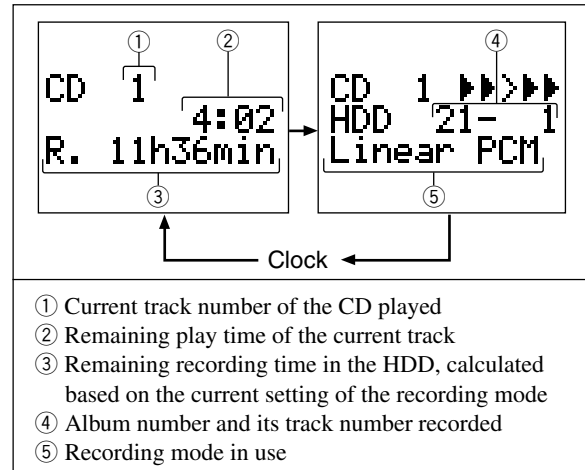 ① ② ④
CD 1
4:02
R. 11h36min
③
CD 1 ▶▶>▶▶
HDD 21- 1
Linear PCM
⑤
Clock
① Current track number of the CD played
② Remaining play time of the current track
③ Remaining recording time in the HDD, calculated
based on the current setting of the recording mode
④ Album number and its track number recorded
⑤ Recording mode in use